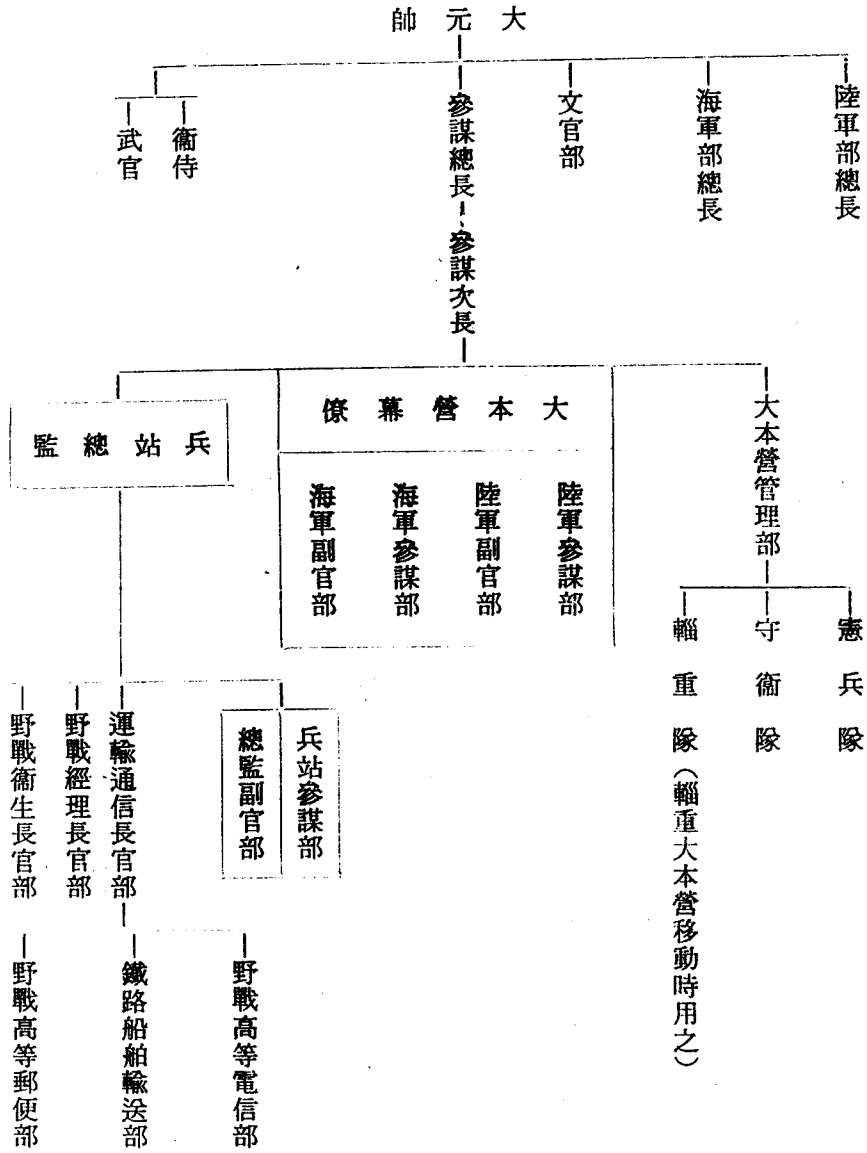 大元帥
陸軍部總長
海軍部總長
文官部
參謀總長
參謀次長
衞侍
武官
大本營管理部
憲兵隊
守衞隊
輜重隊（輜重大本營移動時用之）
大本營幕僚
陸軍參謀部
陸軍副官部
海軍參謀部
海軍副官部
兵站總監
兵站參謀部
總監副官部
運輸通信長官部
野戰經理長官部
野戰衞生長官部
野戰高等電信部
鐵路船舶輸送部
野戰高等郵便部